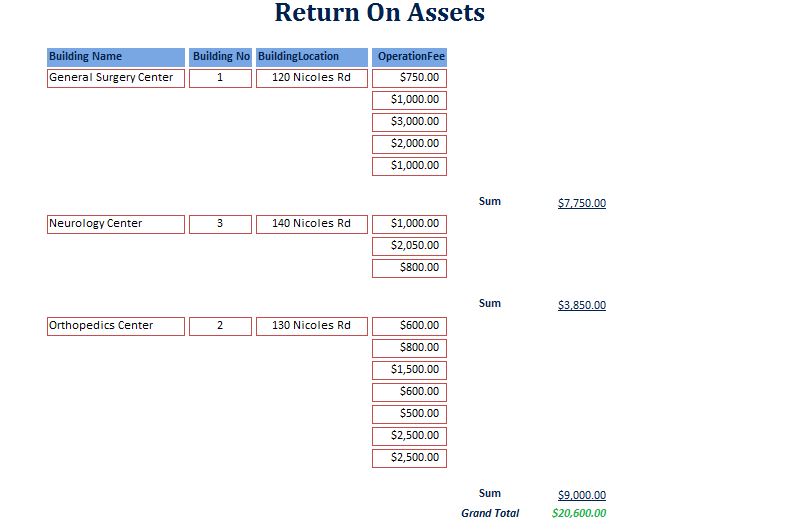 Return On Assets
Building Name Building No BuildingLocation OperationFee
General Surgery Center 1 120 Nicoles Rd $750.00
$1,000.00
$3,000.00
$2,000.00
$1,000.00
Sum $7,750.00
Neurology Center 3 140 Nicoles Rd $1,000.00
$2,050.00
$800.00
Sum $3,850.00
Orthopedics Center 2 130 Nicoles Rd $600.00
$800.00
$1,500.00
$600.00
$500.00
$2,500.00
$2,500.00
Sum $9,000.00
Grand Total $20,600.00